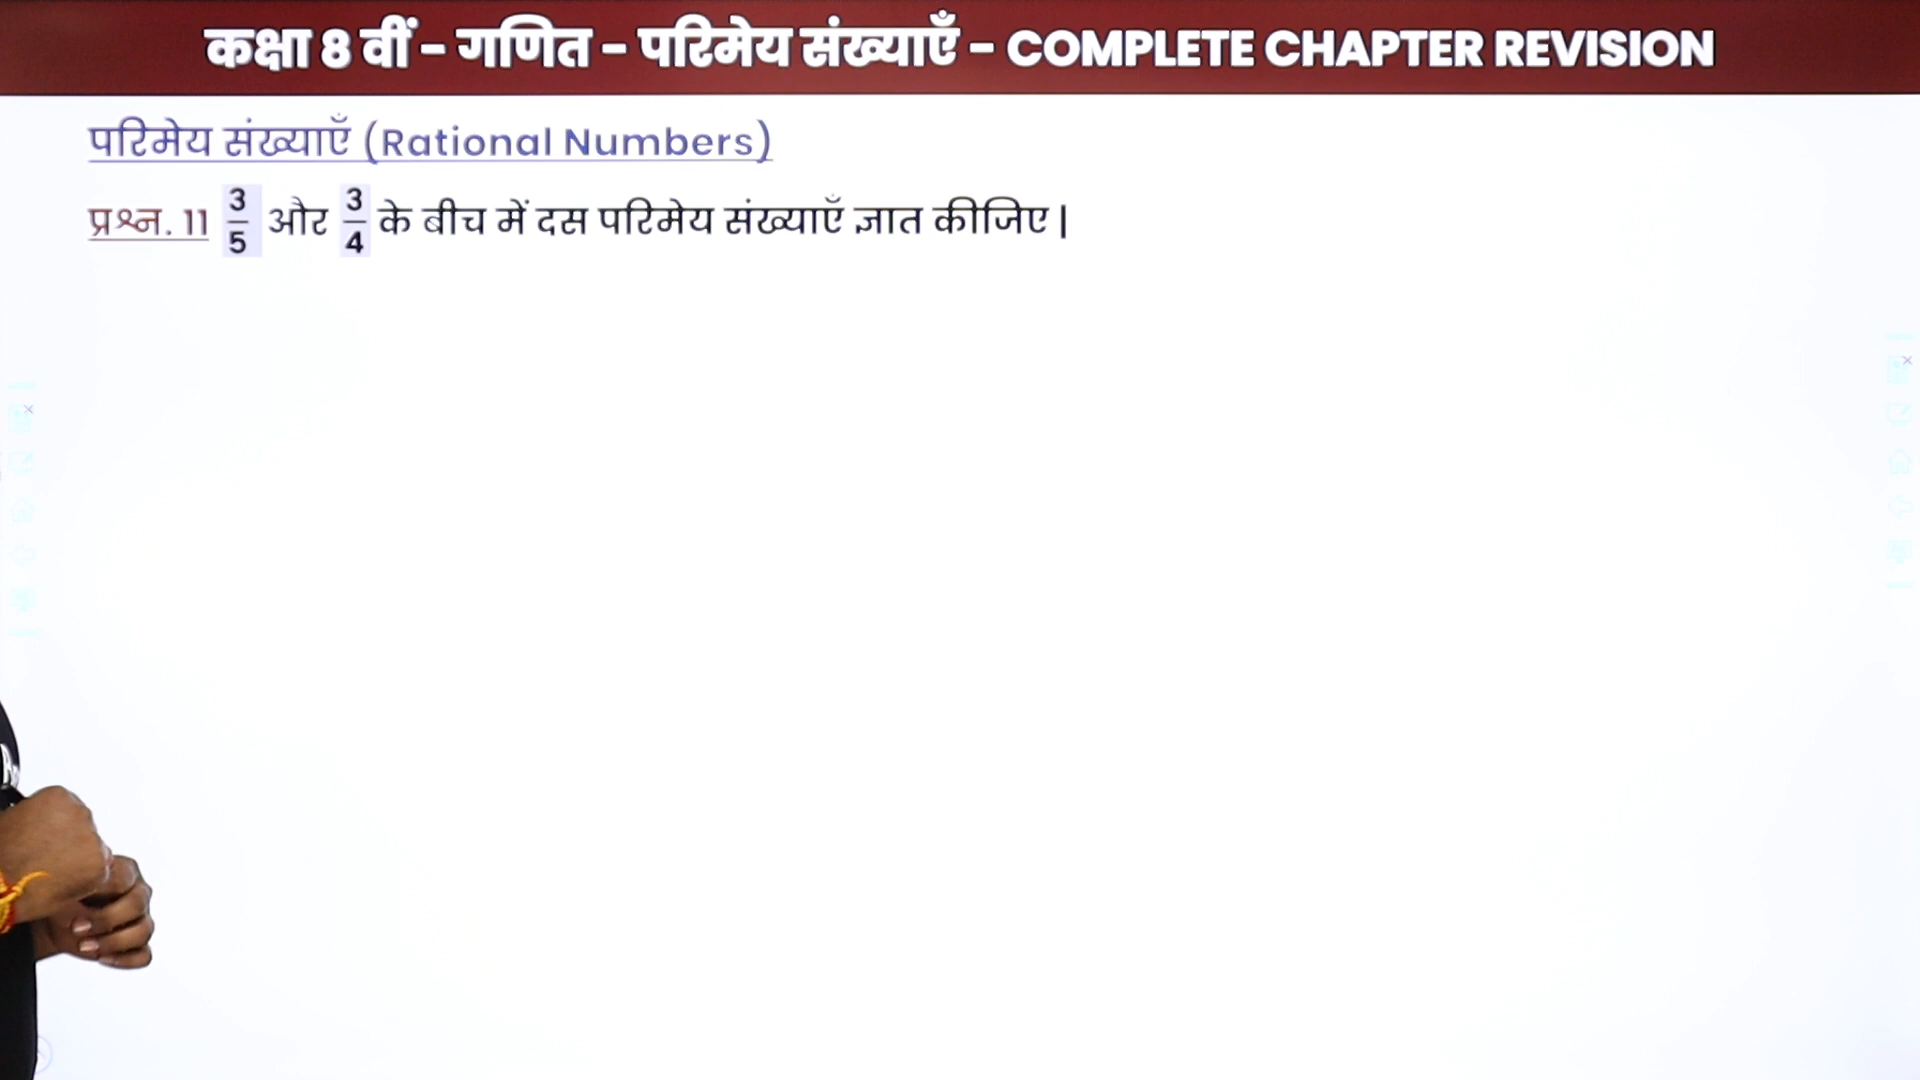 कक्षा 8 वीं – गणित – परिमेय संख्याएँ – COMPLETE CHAPTER REVISION
परिमेय संख्याएँ (Rational Numbers)
प्रश्न. 11 3/5 और 3/4 के बीच में दस परिमेय संख्याएँ ज्ञात कीजिए |